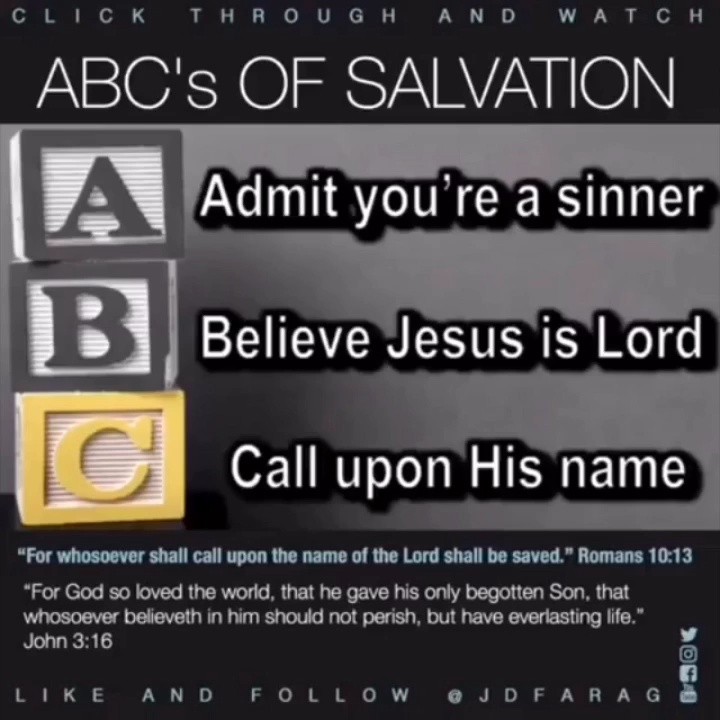 CLICK THROUGH AND WATCH
ABC's OF SALVATION
A Admit you're a sinner
B Believe Jesus is Lord
C Call upon His name
“For whosoever shall call upon the name of the Lord shall be saved.” Romans 10:13
“For God so loved the world, that he gave his only begotten Son, that
whosoever believeth in him should not perish, but have everlasting life.”
John 3:16
LIKE AND FOLLOW @JDFARAG